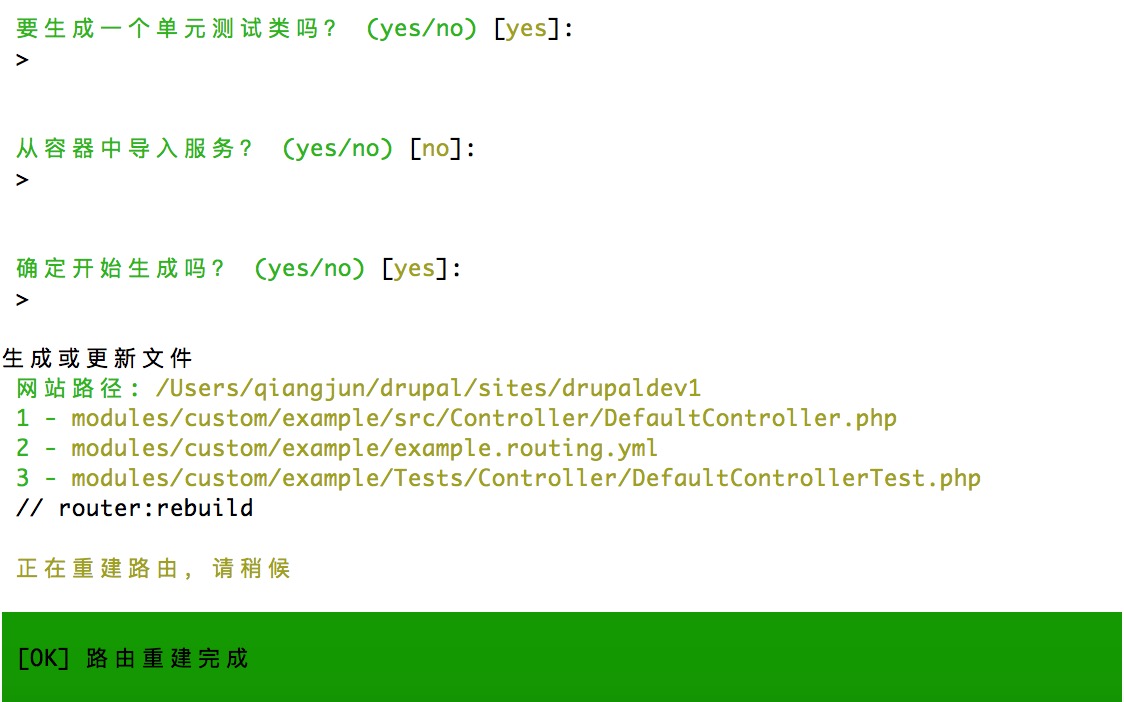 要生成一个单元测试类吗? (yes/no) [yes]:
>
从容器中导入服务? (yes/no) [no]:
>
确定开始生成吗? (yes/no) [yes]:
>
生成或更新文件
网站路径: /Users/qiangjun/drupal/sites/drupaldev1
1 - modules/custom/example/src/Controller/DefaultController.php
2 - modules/custom/example/example.routing.yml
3 - modules/custom/example/Tests/Controller/DefaultControllerTest.php
// router:rebuild
正在重建路由, 请稍候
[OK] 路由重建完成